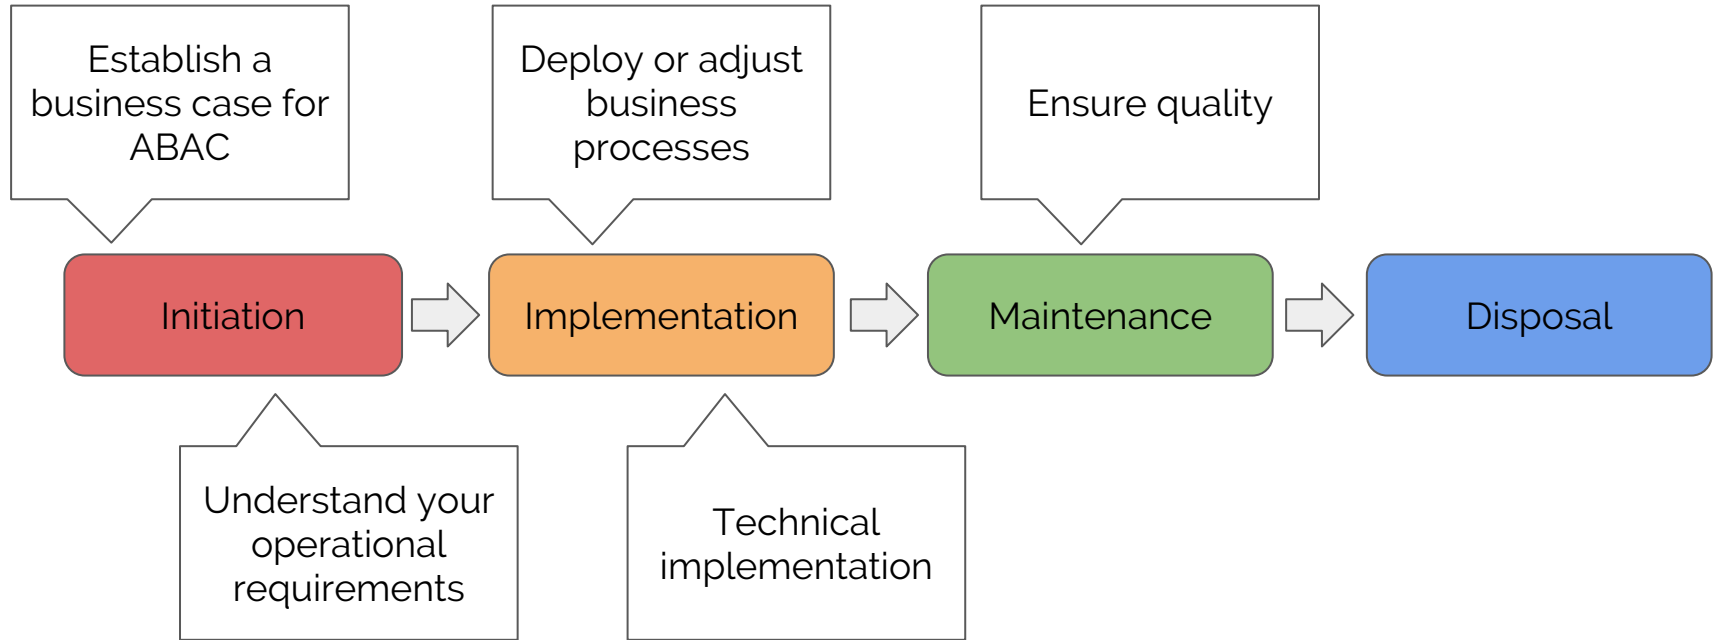 Establish a
business case for
ABAC
Deploy or adjust
business
processes
Ensure quality
Initiation
Implementation
Maintenance
Disposal
Understand your
operational
requirements
Technical
implementation